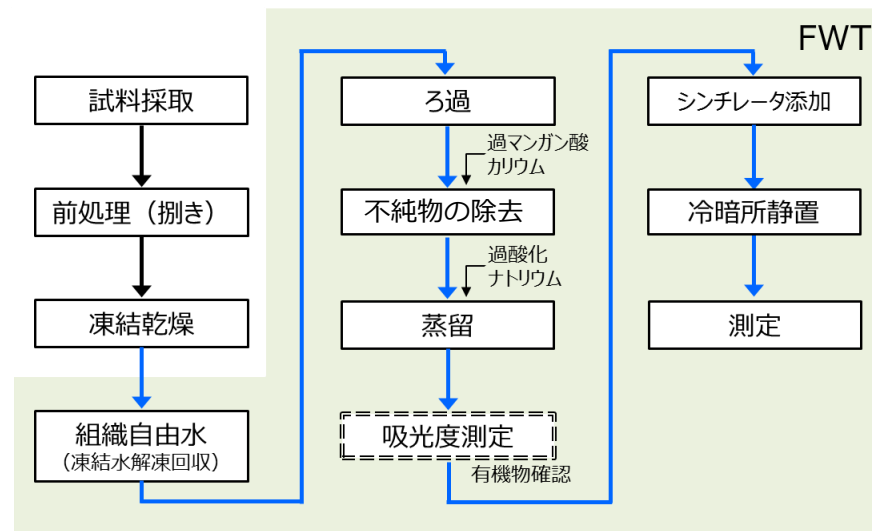 FWT
試料採取
前処理（捌き）
凍結乾燥
組織自由水
（凍結水解凍回収）
ろ過
過マンガン酸
カリウム
不純物の除去
過酸化
ナトリウム
蒸留
吸光度測定
有機物確認
シンチレータ添加
冷暗所静置
測定